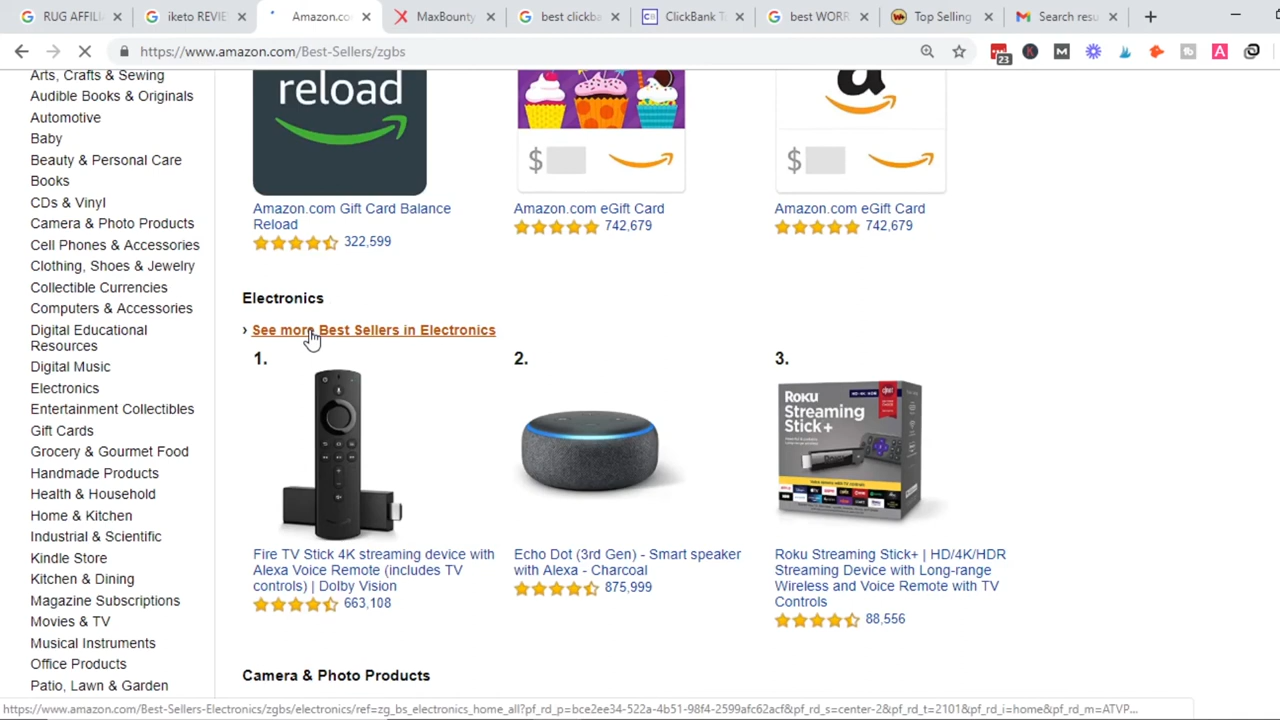 RUG AFFILI
iketo REVIE
Amazon.co
MaxBounty
best clickba
ClickBank T
best WORR
Top Selling
Search resu
https://www.amazon.com/Best-Sellers/zgbs
23
K
M
A
Arts, Crafts & Sewing
Audible Books & Originals
Automotive
Baby
Beauty & Personal Care
Books
CDs & Vinyl
Camera & Photo Products
Cell Phones & Accessories
Clothing, Shoes & Jewelry
Collectible Currencies
Computers & Accessories
Digital Educational
Resources
Digital Music
Electronics
Entertainment Collectibles
Gift Cards
Grocery & Gourmet Food
Handmade Products
Health & Household
Home & Kitchen
Industrial & Scientific
Kindle Store
Kitchen & Dining
Magazine Subscriptions
Movies & TV
Musical Instruments
Office Products
Patio, Lawn & Garden
reload
$
a
$
Amazon.com Gift Card Balance
Reload
322,599
Amazon.com eGift Card
742,679
Amazon.com eGift Card
742,679
Electronics
› See more Best Sellers in Electronics
1.
2.
3.
Roku
Streaming
Stick+
Fire TV Stick 4K streaming device with
Alexa Voice Remote (includes TV
controls) | Dolby Vision
663,108
Echo Dot (3rd Gen) - Smart speaker
with Alexa - Charcoal
875,999
Roku Streaming Stick+ | HD/4K/HDR
Streaming Device with Long-range
Wireless and Voice Remote with TV
Controls
88,556
Camera & Photo Products
https://www.amazon.com/Best-Sellers-Electronics/zgbs/electronics/ref=zg_bs_electronics_home_all?pf_rd_p=bce2ee34-522a-4b51-98f4-2599afc62acf&pf_rd_s=center-2&pf_rd_t=2101&pf_rd_i=home&pf_rd_m=ATVP...